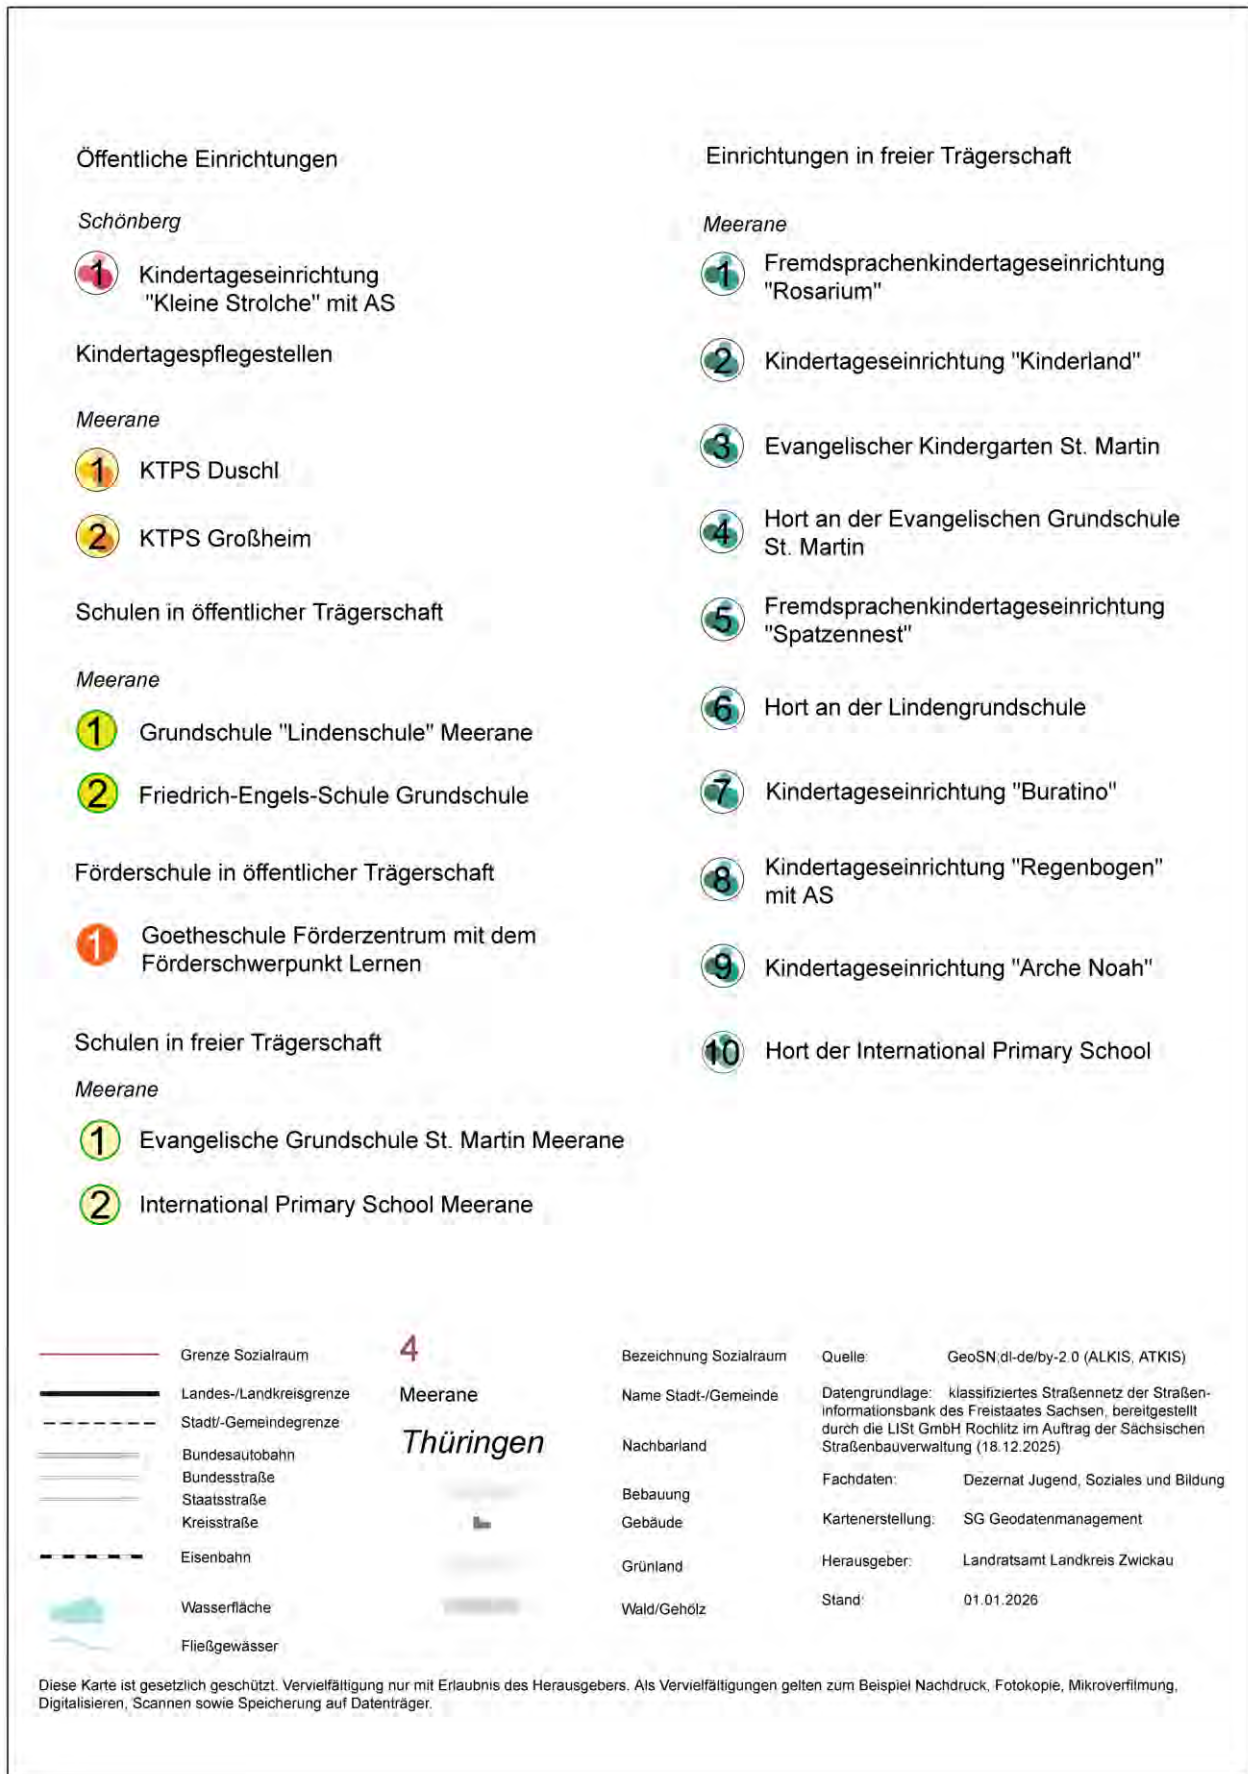 Öffentliche Einrichtungen
Schönberg
1 Kindertageseinrichtung
"Kleine Strolche" mit AS
Kindertagespflegestellen
Meerane
1 KTPS Duschl
2 KTPS Großheim
Schulen in öffentlicher Trägerschaft
Meerane
1 Grundschule "Lindenschule" Meerane
2 Friedrich-Engels-Schule Grundschule
Förderschule in öffentlicher Trägerschaft
1 Goetheschule Förderzentrum mit dem
Förderschwerpunkt Lernen
Schulen in freier Trägerschaft
Meerane
1 Evangelische Grundschule St. Martin Meerane
2 International Primary School Meerane
Einrichtungen in freier Trägerschaft
Meerane
1 Fremdsprachenkindertageseinrichtung
"Rosarium"
2 Kindertageseinrichtung "Kinderland"
3 Evangelischer Kindergarten St. Martin
4 Hort an der Evangelischen Grundschule
St. Martin
5 Fremdsprachenkindertageseinrichtung
"Spatzennest"
6 Hort an der Lindengrundschule
7 Kindertageseinrichtung "Buratino"
8 Kindertageseinrichtung "Regenbogen"
mit AS
9 Kindertageseinrichtung "Arche Noah"
10 Hort der International Primary School
Grenze Sozialraum
Landes-/Landkreisgrenze
Stadt/-Gemeindegrenze
Bundesautobahn
Bundesstraße
Staatsstraße
Kreisstraße
Eisenbahn
Wasserfläche
Fließgewässer
4 Bezeichnung Sozialraum
Meerane Name Stadt-/Gemeinde
Thüringen Nachbarland
Bebauung
Gebäude
Grünland
Wald/Gehölz
Quelle: GeoSN;dl-de/by-2.0 (ALKIS, ATKIS)
Datengrundlage: klassifiziertes Straßennetz der Straßen-
informationsbank des Freistaates Sachsen, bereitgestellt
durch die LISt GmbH Rochlitz im Auftrag der Sächsischen
Straßenbauverwaltung (18.12.2025)
Fachdaten: Dezernat Jugend, Soziales und Bildung
Kartenerstellung: SG Geodatenmanagement
Herausgeber: Landratsamt Landkreis Zwickau
Stand: 01.01.2026
Diese Karte ist gesetzlich geschützt. Vervielfältigung nur mit Erlaubnis des Herausgebers. Als Vervielfältigungen gelten zum Beispiel Nachdruck, Fotokopie, Mikroverfilmung,
Digitalisieren, Scannen sowie Speicherung auf Datenträger.